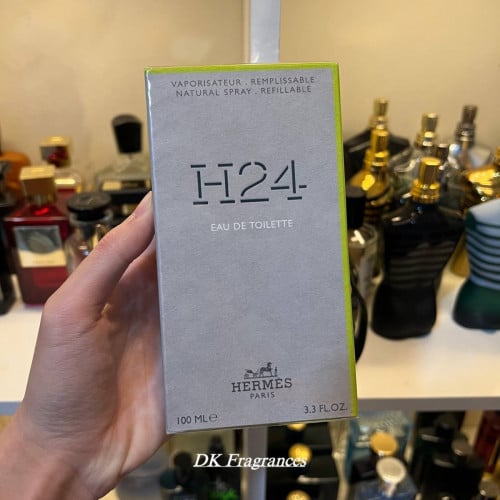 VAPORISATEUR . REMPLISSABLE
NATURAL SPRAY . REFILLABLE
H24
EAU DE TOILETTE
HERMÈS
PARIS
100 ML ℮ 3.3 FL.OZ.
DK Fragrances